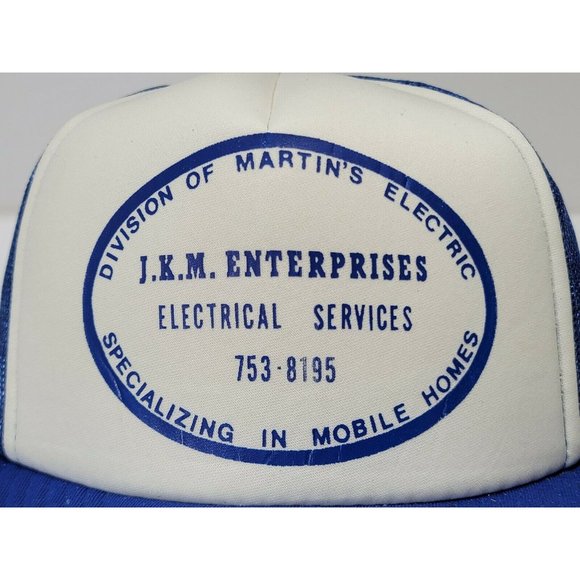 DIVISION OF MARTIN'S ELECTRIC
J.K.M. ENTERPRISES
ELECTRICAL SERVICES
753-8195
SPECIALIZING IN MOBILE HOMES